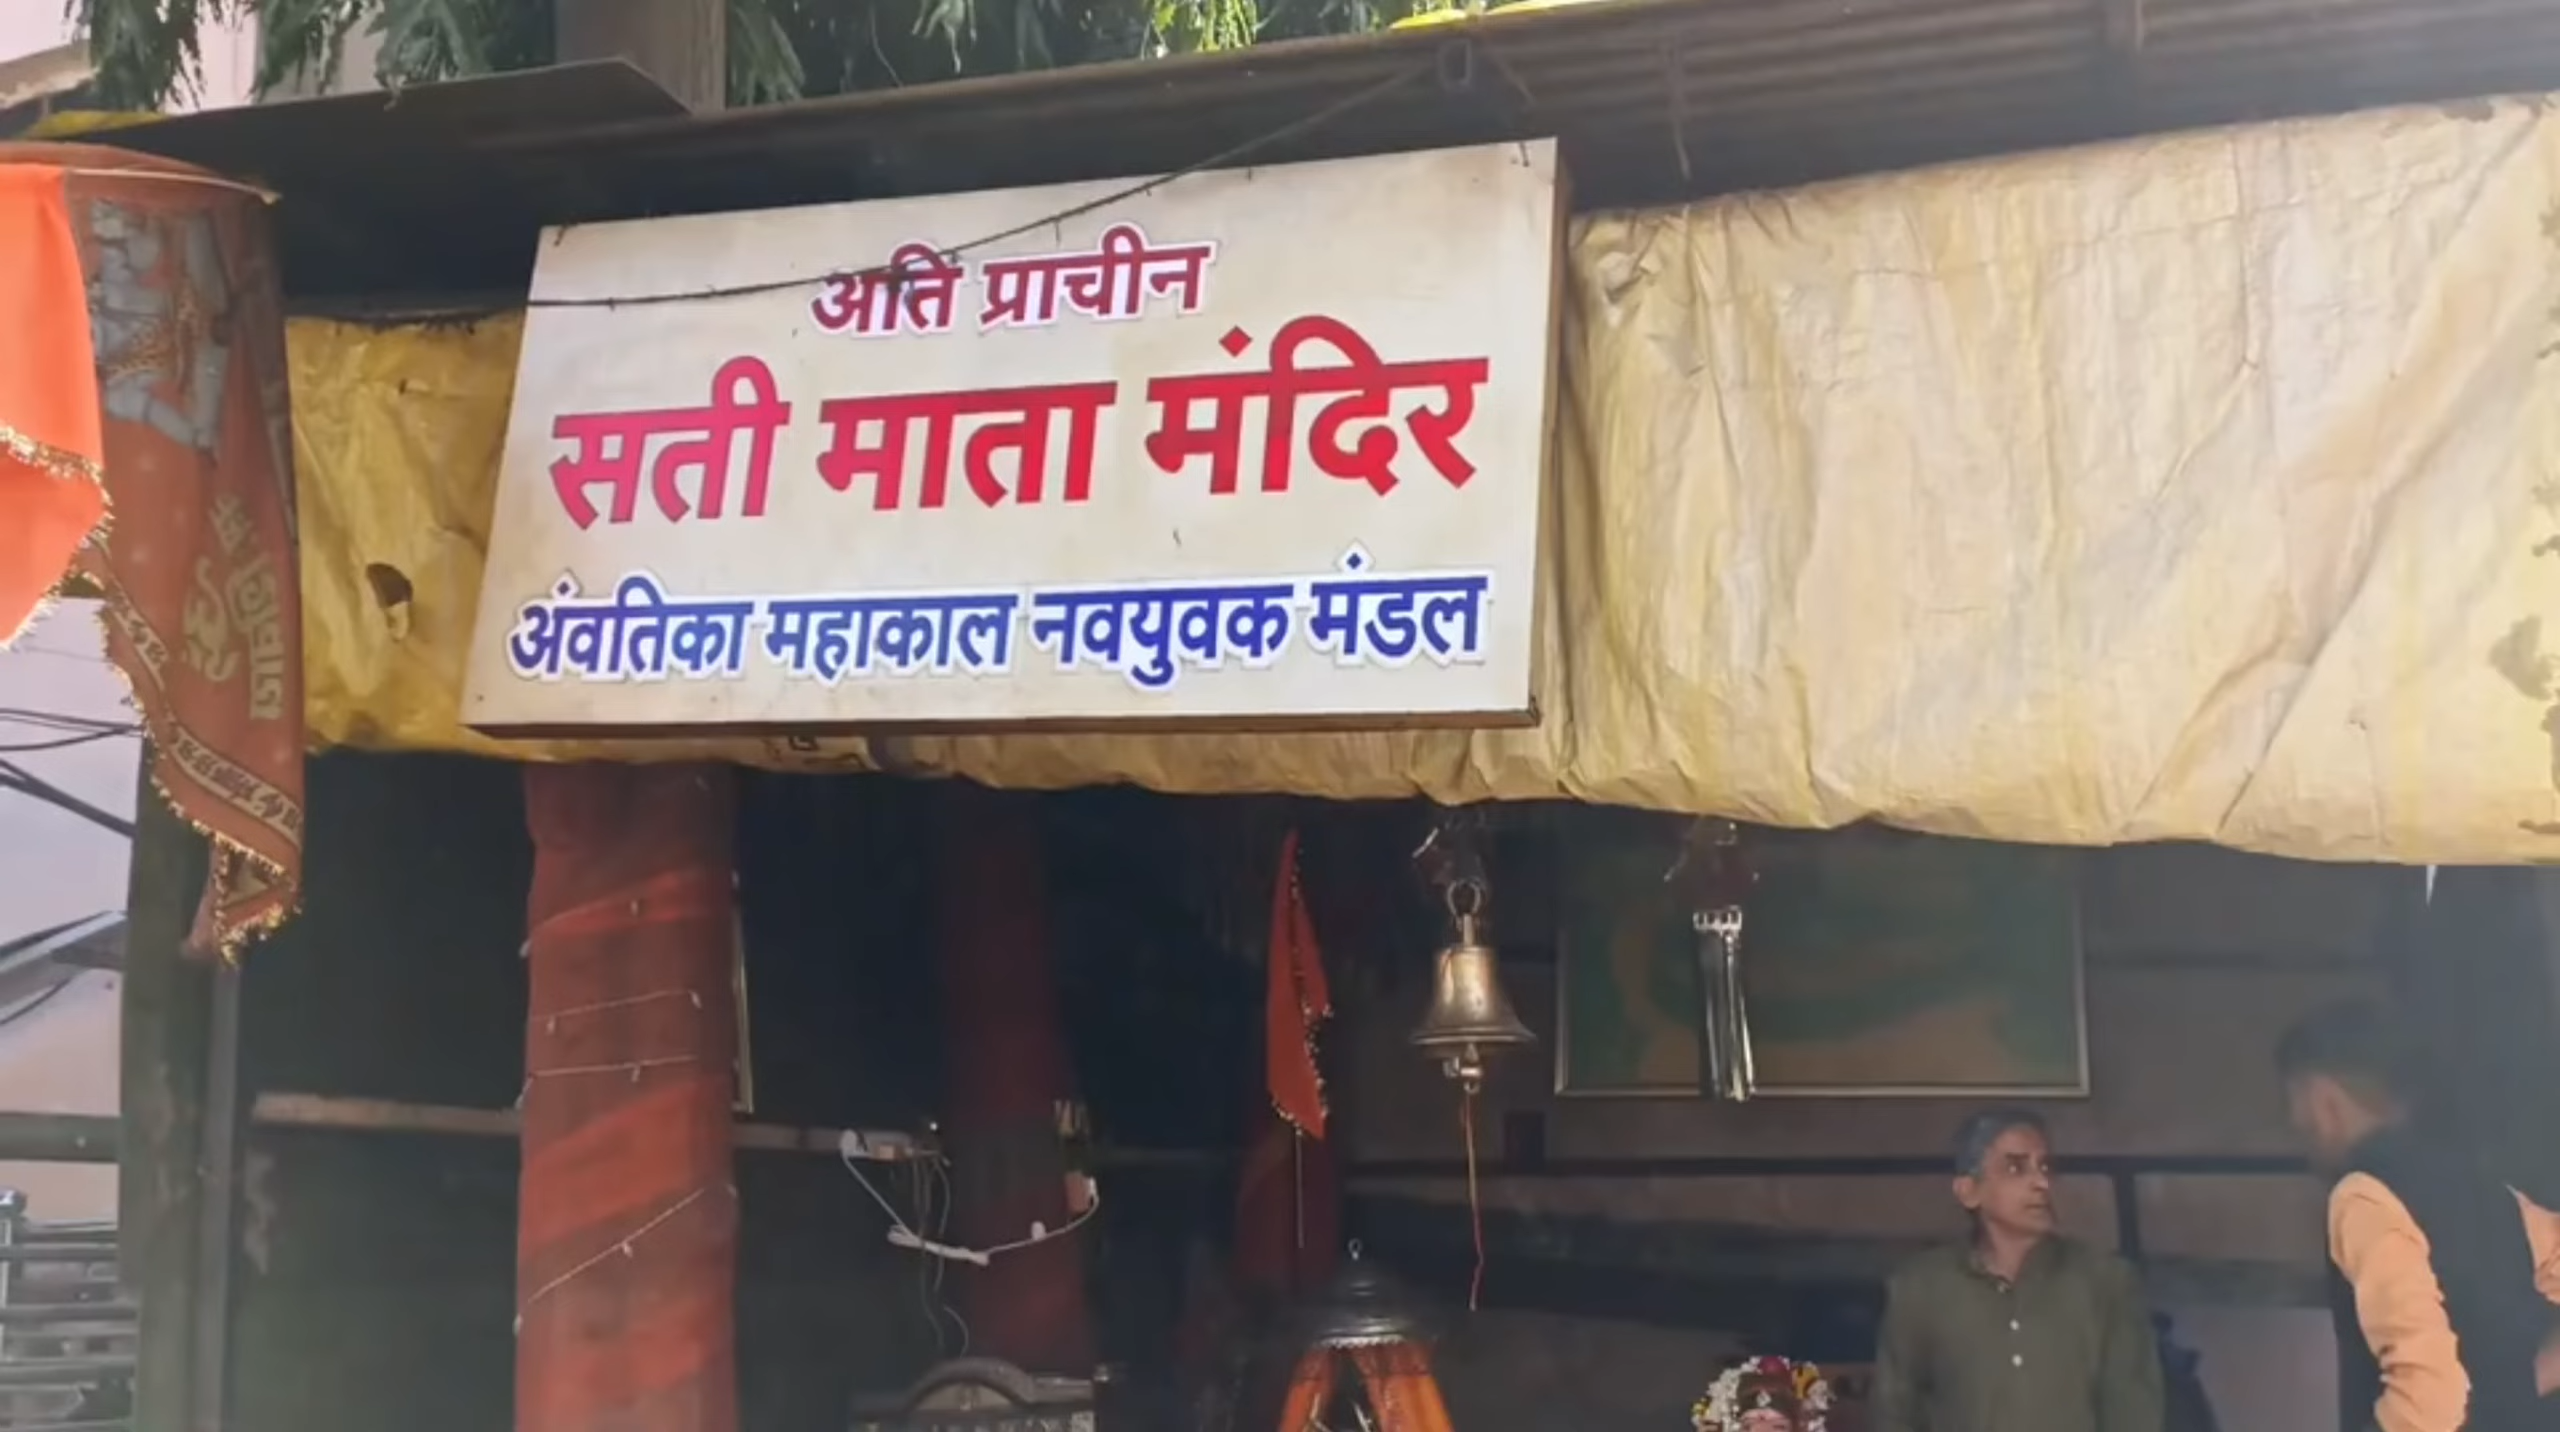 अति प्राचीन
सती माता मंदिर
अंवतिका महाकाल नवयुवक मंडल